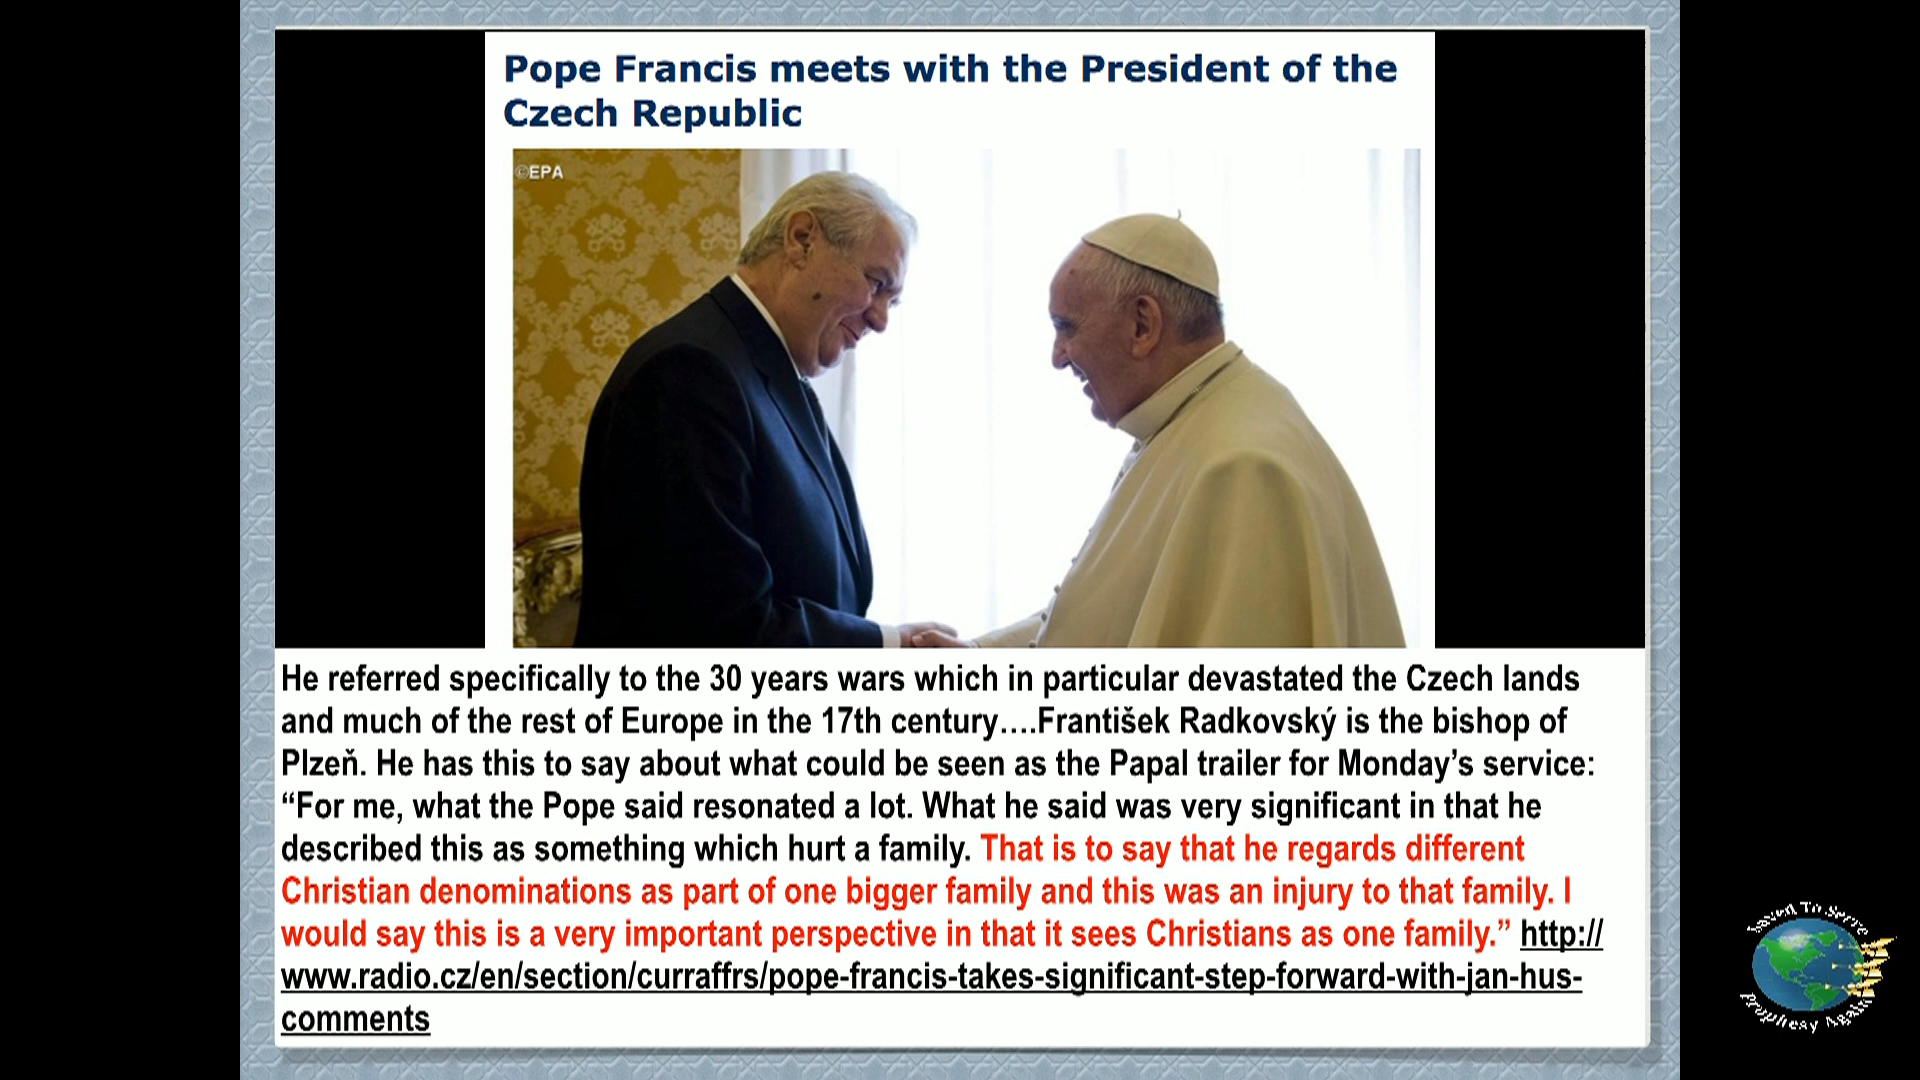 Pope Francis meets with the President of the
Czech Republic
©EPA
He referred specifically to the 30 years wars which in particular devastated the Czech lands
and much of the rest of Europe in the 17th century….František Radkovský is the bishop of
Plzeň. He has this to say about what could be seen as the Papal trailer for Monday’s service:
“For me, what the Pope said resonated a lot. What he said was very significant in that he
described this as something which hurt a family. That is to say that he regards different
Christian denominations as part of one bigger family and this was an injury to that family. I
would say this is a very important perspective in that it sees Christians as one family.” http://
www.radio.cz/en/section/curraffrs/pope-francis-takes-significant-step-forward-with-jan-hus-
comments
Saved To Serve
Prophesy Again